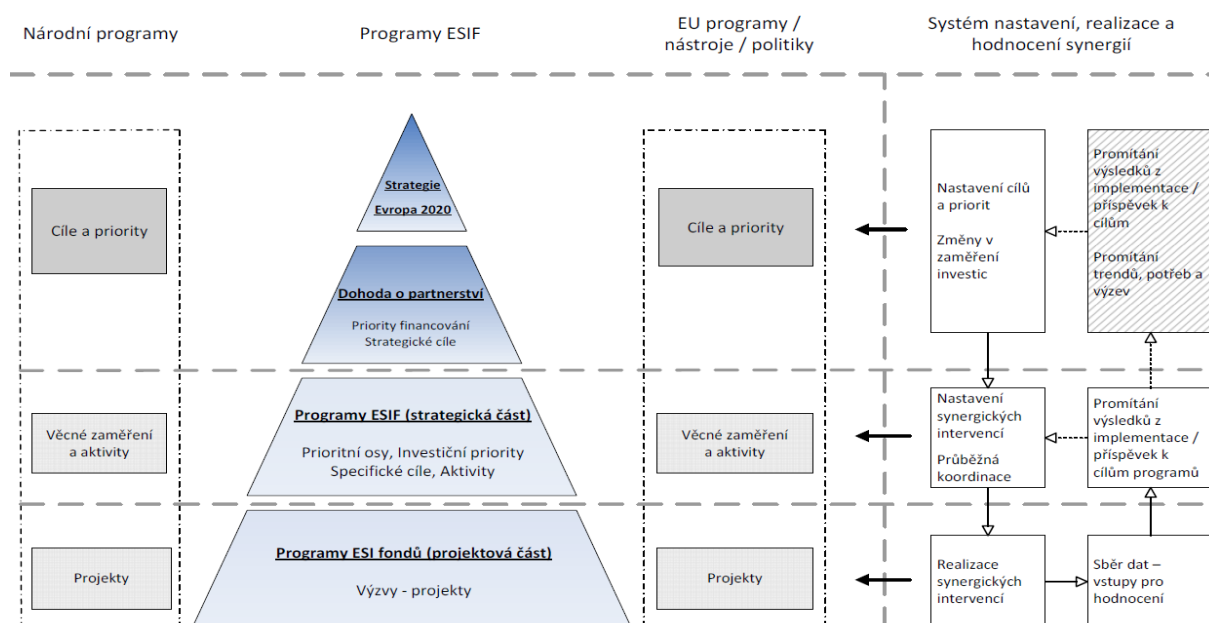 Národní programy
Programy ESIF
EU programy /
nástroje / politiky
Systém nastavení, realizace a
hodnocení synergií
Cíle a priority
Strategie
Evropa 2020
Cíle a priority
Nastavení cílů
a priorit
Změny v
zaměření
investic
Promítání
výsledků z
implementace /
příspěvek k
cílům
Promítání
trendů, potřeb a
výzev
Dohoda o partnerství
Priority financování
Strategické cíle
Věcné zaměření
a aktivity
Programy ESIF (strategická část)
Prioritní osy, Investiční priority
Specifické cíle, Aktivity
Věcné zaměření
a aktivity
Nastavení
synergických
intervencí
Průběžná
koordinace
Promítání
výsledků z
implementace /
příspěvek k
cílům programů
Projekty
Programy ESI fondů (projektová část)
Výzvy - projekty
Projekty
Realizace
synergických
intervencí
Sběr dat –
vstupy pro
hodnocení